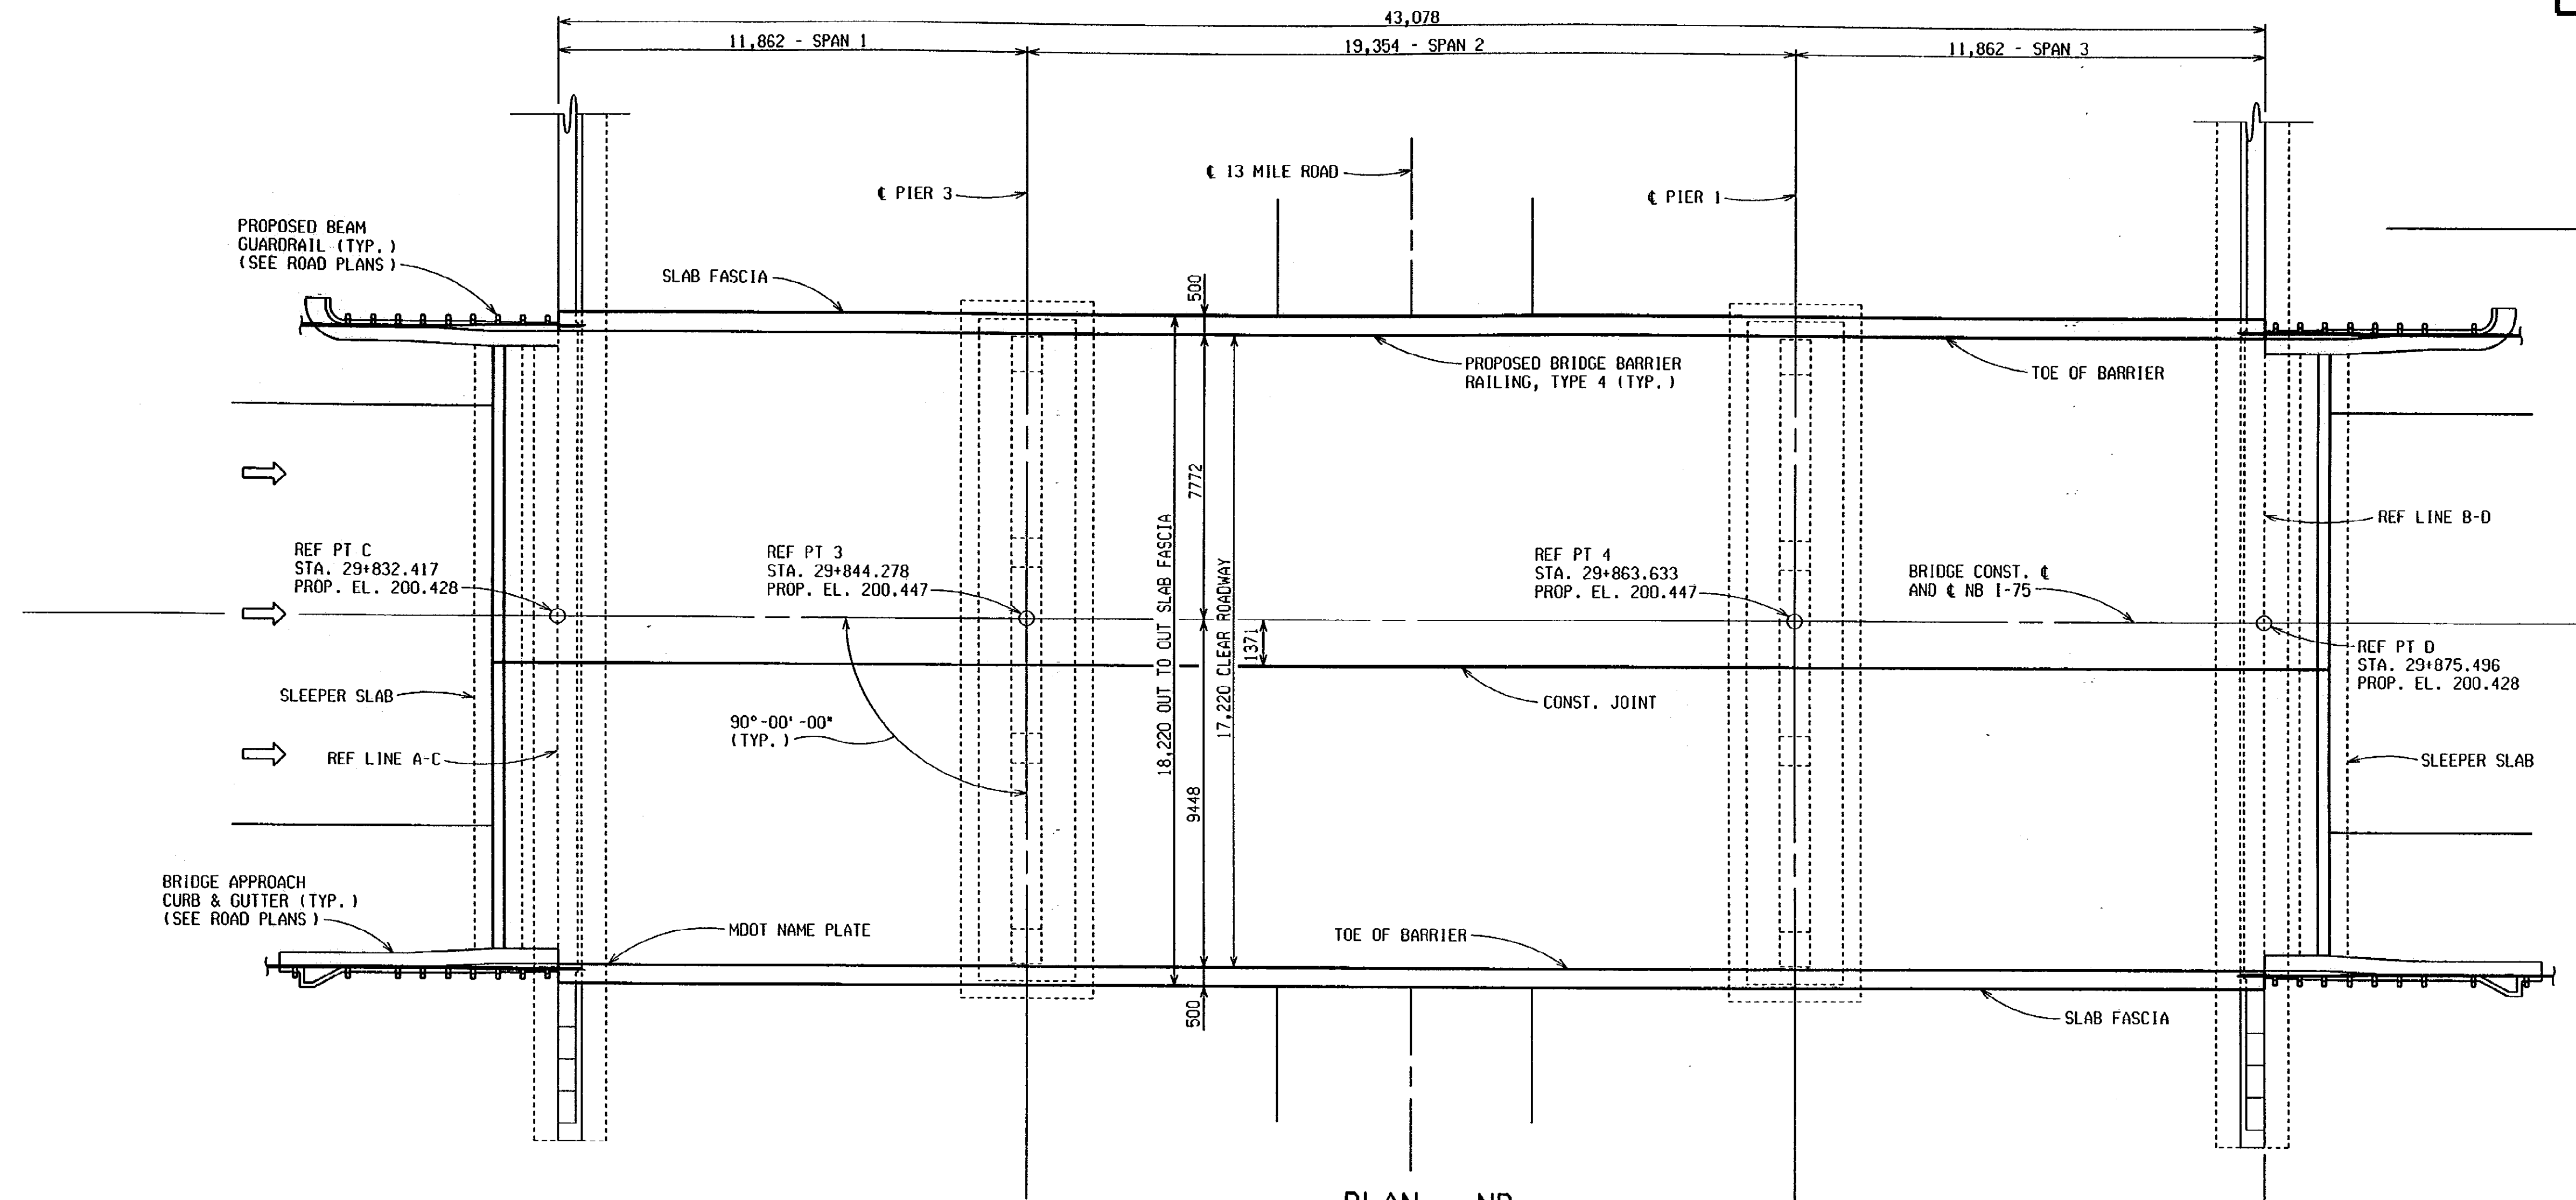 43,078
11,862 - SPAN 1
19,354 - SPAN 2
11,862 - SPAN 3
℄ 13 MILE ROAD
℄ PIER 3
℄ PIER 1
PROPOSED BEAM
GUARDRAIL (TYP.)
(SEE ROAD PLANS)
SLAB FASCIA
500
PROPOSED BRIDGE BARRIER
RAILING, TYPE 4 (TYP.)
TOE OF BARRIER
7772
18,220 OUT TO OUT SLAB FASCIA
17,220 CLEAR ROADWAY
REF LINE B-D
REF PT C
STA. 29+832.417
PROP. EL. 200.428
REF PT 3
STA. 29+844.278
PROP. EL. 200.447
REF PT 4
STA. 29+863.633
PROP. EL. 200.447
BRIDGE CONST. ℄
AND ℄ NB I-75
1371
REF PT D
STA. 29+875.496
PROP. EL. 200.428
SLEEPER SLAB
CONST. JOINT
90°-00'-00"
(TYP.)
REF LINE A-C
SLEEPER SLAB
9448
BRIDGE APPROACH
CURB & GUTTER (TYP.)
(SEE ROAD PLANS)
MDOT NAME PLATE
TOE OF BARRIER
500
SLAB FASCIA
PLAN NB